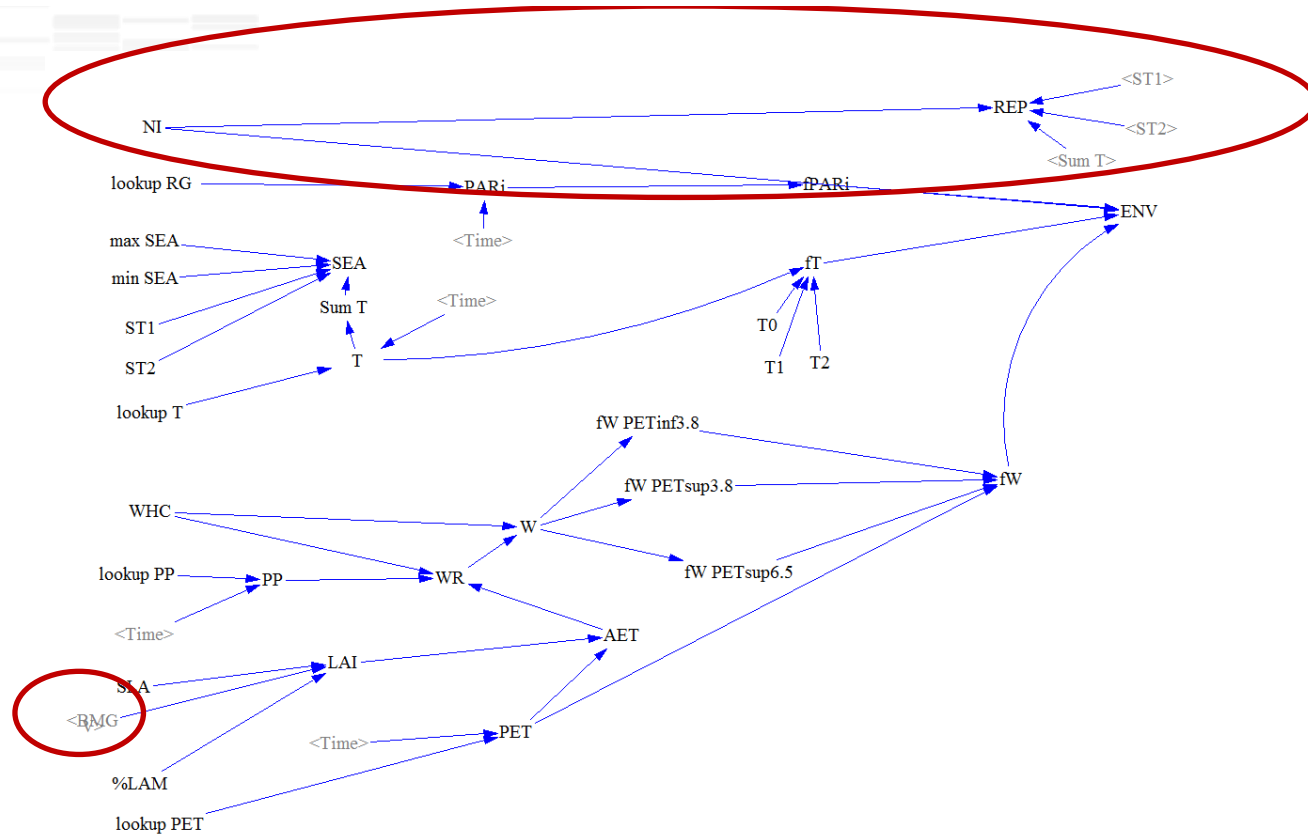 <ST1>
REP
NI
<ST2>
<Sum T>
lookup RG
PARi
fPARi
ENV
max SEA
<Time>
SEA
fT
min SEA
Sum T
<Time>
ST1
T0
T
T1
T2
ST2
lookup T
fW PETinf3.8
fW
fW PETsup3.8
WHC
W
lookup PP
PP
WR
fW PETsup6.5
<Time>
AET
LAI
SLA
<BMG
V>
PET
<Time>
%LAM
lookup PET